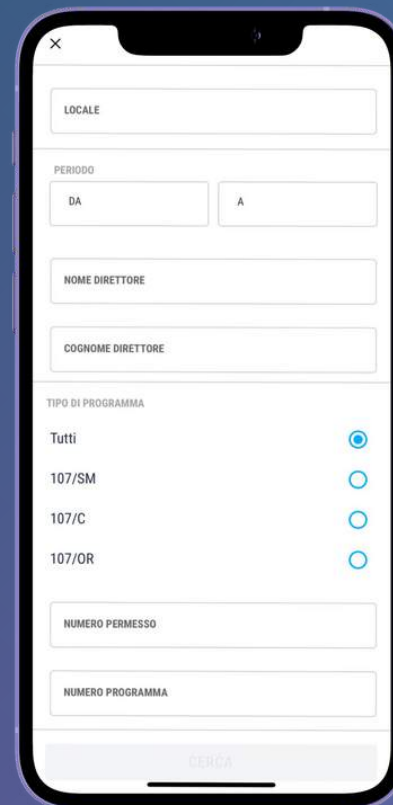 LOCALE
PERIODO
DA A
NOME DIRETTORE
COGNOME DIRETTORE
TIPO DI PROGRAMMA
Tutti
107/SM
107/C
107/OR
NUMERO PERMESSO
NUMERO PROGRAMMA
CERCA